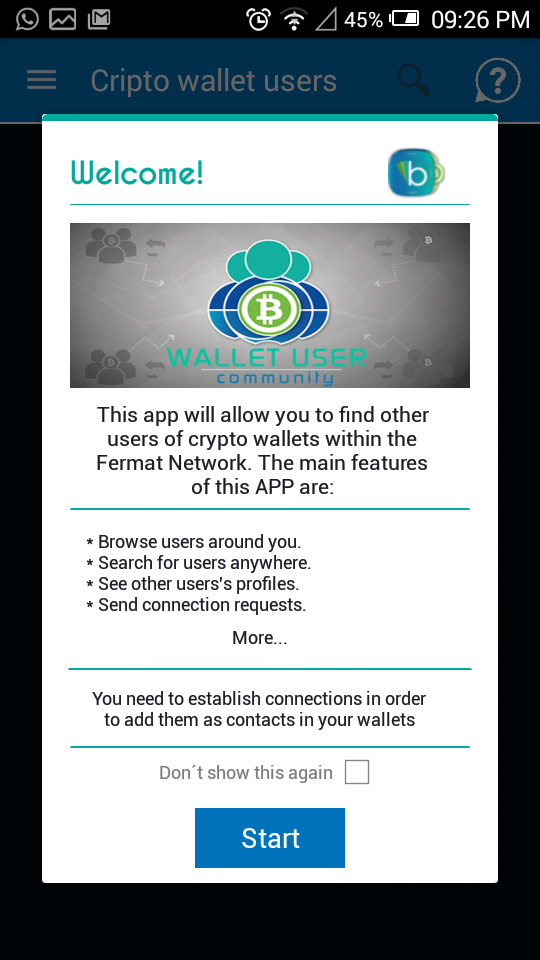 45% 09:26 PM
Cripto wallet users
?
Welcome!
b
WALLET USER
community
This app will allow you to find other
users of crypto wallets within the
Fermat Network. The main features
of this APP are:
* Browse users around you.
* Search for users anywhere.
* See other users's profiles.
* Send connection requests.
More...
You need to establish connections in order
to add them as contacts in your wallets
Don´t show this again
Start